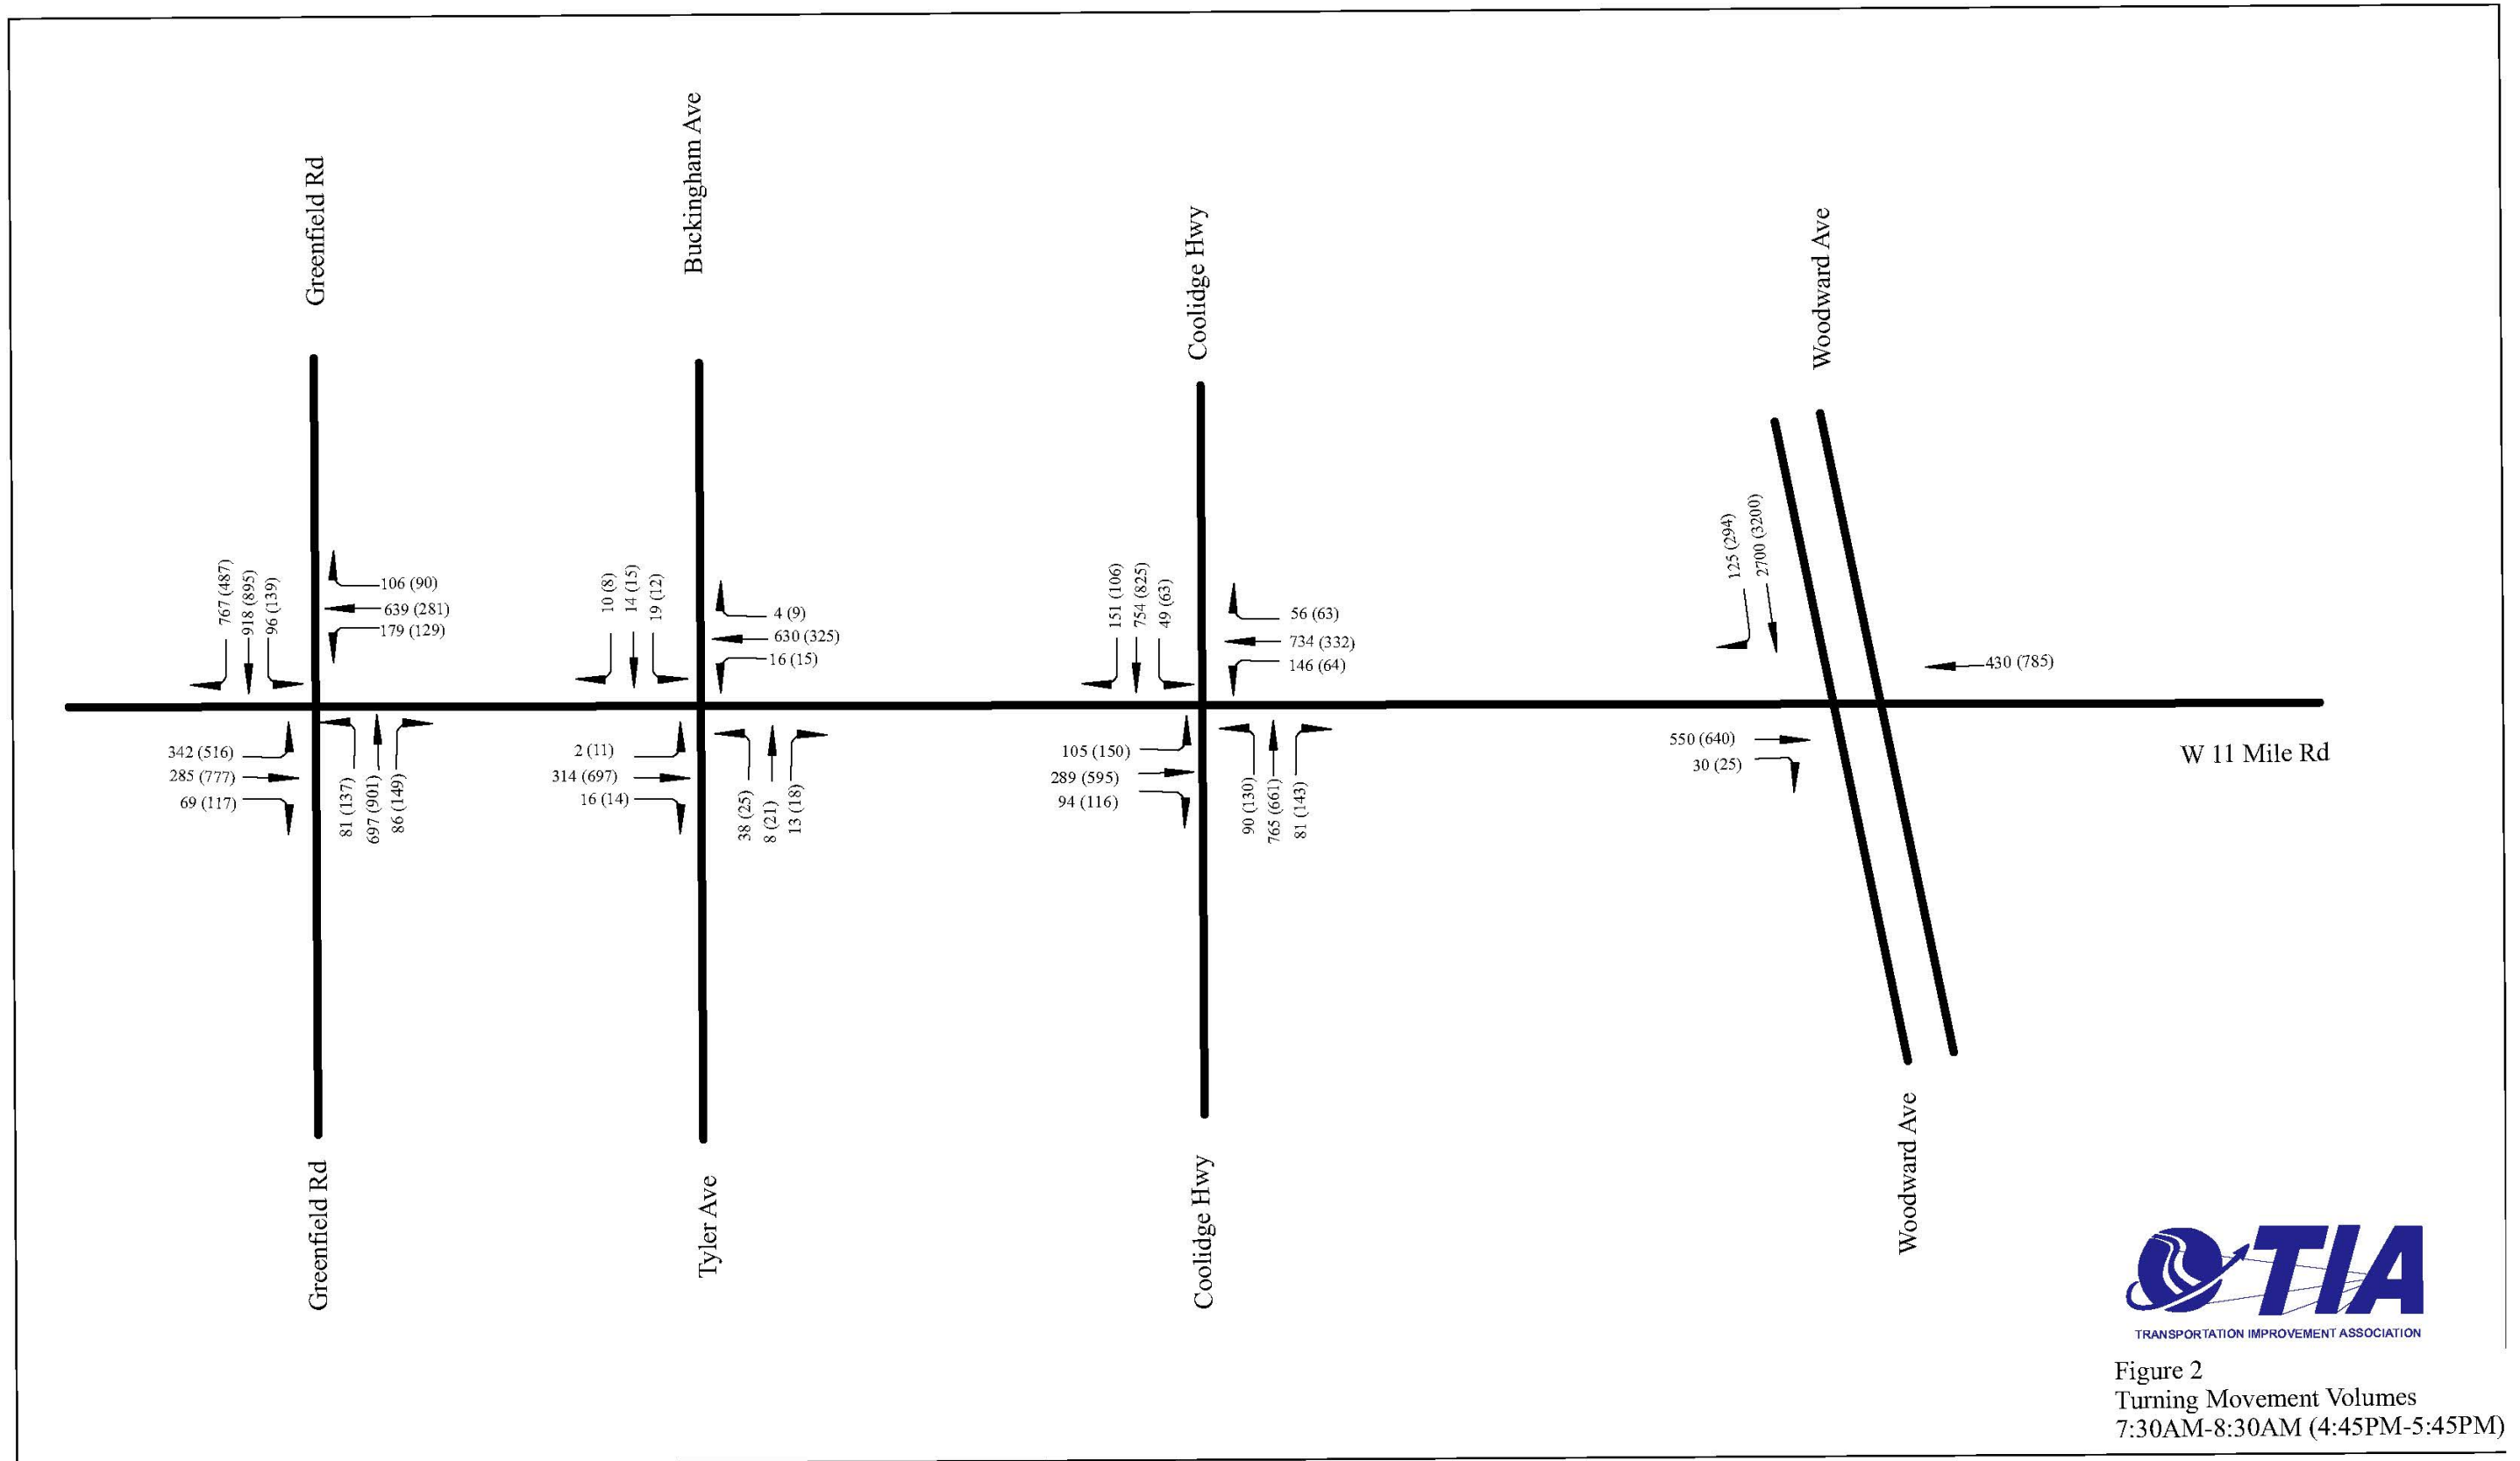 Greenfield Rd
Buckingham Ave
Coolidge Hwy
Woodward Ave
767 (487)
918 (895)
96 (139)
106 (90)
639 (281)
179 (129)
342 (516)
285 (777)
69 (117)
81 (137)
697 (901)
86 (149)
10 (8)
14 (15)
19 (12)
4 (9)
630 (325)
16 (15)
2 (11)
314 (697)
16 (14)
38 (25)
8 (21)
13 (18)
151 (106)
754 (825)
49 (63)
56 (63)
734 (332)
146 (64)
105 (150)
289 (595)
94 (116)
90 (130)
765 (661)
81 (143)
125 (294)
2700 (3200)
430 (785)
550 (640)
30 (25)
W 11 Mile Rd
Greenfield Rd
Tyler Ave
Coolidge Hwy
Woodward Ave
TIA
TRANSPORTATION IMPROVEMENT ASSOCIATION
Figure 2
Turning Movement Volumes
7:30AM-8:30AM (4:45PM-5:45PM)